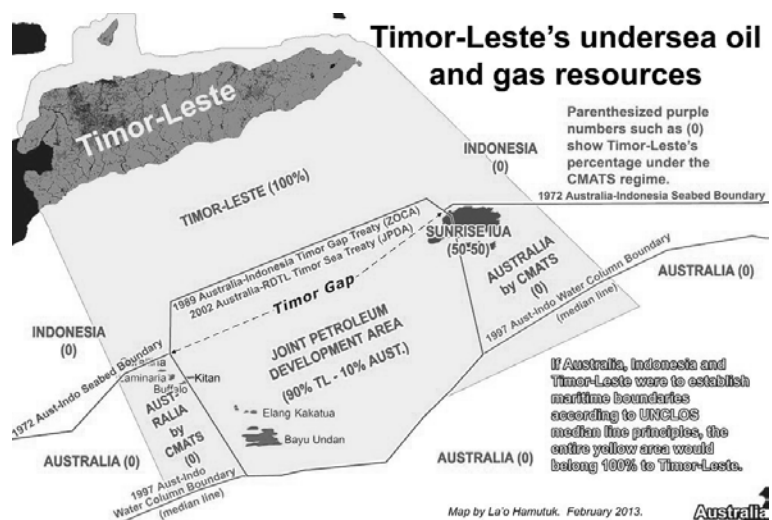 Timor-Leste's undersea oil
and gas resources
Timor-Leste
Parenthesized purple
numbers such as (0)
show Timor-Leste's
percentage under the
CMATS regime.
INDONESIA
(0)
TIMOR-LESTE (100%)
1972 Australia-Indonesia Seabed Boundary
SUNRISE IUA
(50-50)
1989 Australia-Indonesia Timor Gap Treaty (ZOCA)
2002 Australia-RDTL Timor Sea Treaty (JPDA)
Timor Gap
AUSTRALIA
by CMATS
(0)
AUSTRALIA (0)
1997 Aust-Indo Water Column Boundary
(median line)
INDONESIA
(0)
JOINT PETROLEUM
DEVELOPMENT AREA
(90% TL - 10% AUST.)
1972 Aust-Indo Seabed Boundary
Laminaria
Buffalo
Kitan
AUST-
RALIA
by
CMATS
(0)
Elang Kakatua
Bayu Undan
If Australia, Indonesia and
Timor-Leste were to establish
maritime boundaries
according to UNCLOS
median line principles, the
entire yellow area would
belong 100% to Timor-Leste.
AUSTRALIA (0)
AUSTRALIA (0)
1997 Aust-Indo
Water Column Boundary
(median line)
Map by La'o Hamutuk. February 2013.
Australia